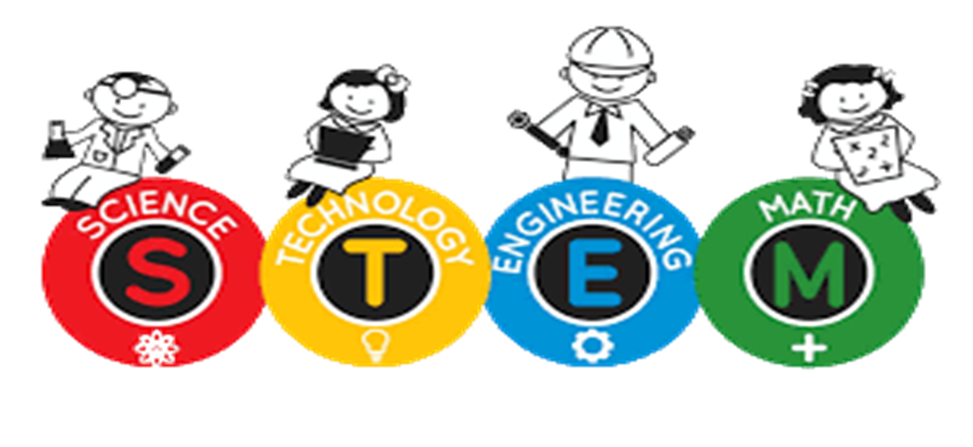 SCIENCE
S
TECHNOLOGY
T
ENGINEERING
E
MATH
M